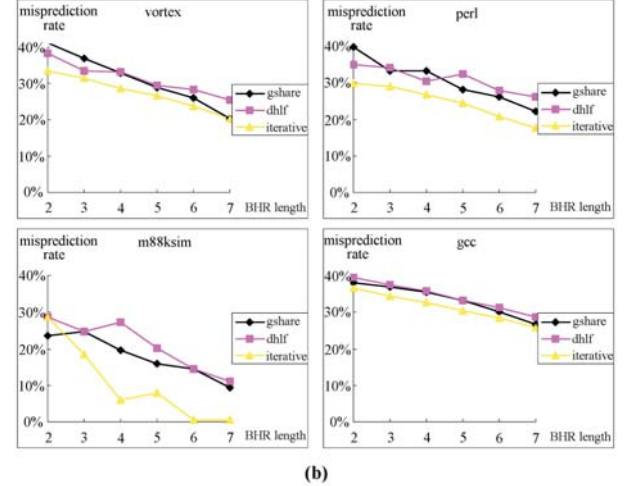 misprediction rate
vortex
40%
30%
20%
10%
0%
2 3 4 5 6 7 BHR length
gshare
dhlf
iterative
misprediction rate
perl
40%
30%
20%
10%
0%
2 3 4 5 6 7 BHR length
gshare
dhlf
iterative
misprediction rate
m88ksim
40%
30%
20%
10%
0%
2 3 4 5 6 7 BHR length
gshare
dhlf
iterative
misprediction rate
gcc
40%
30%
20%
10%
0%
2 3 4 5 6 7 BHR length
gshare
dhlf
iterative
(b)